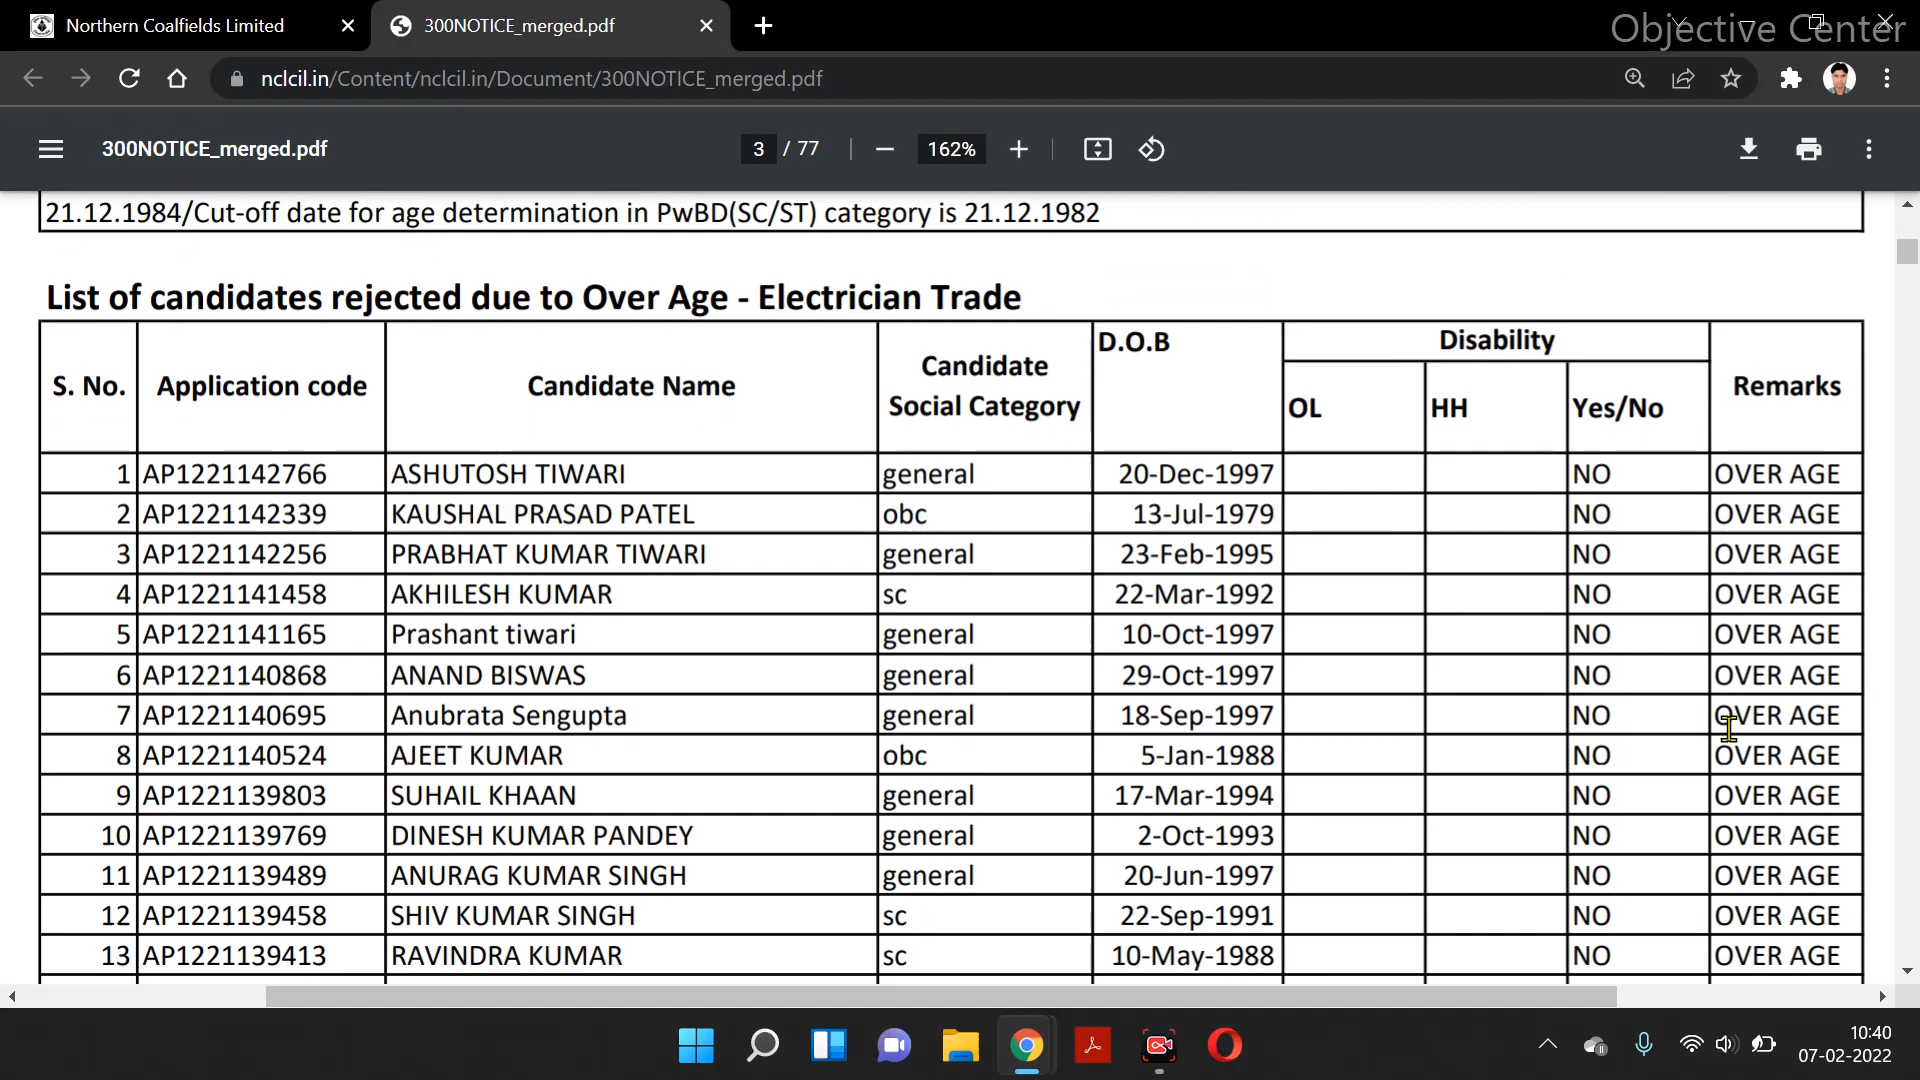 Northern Coalfields Limited
300NOTICE_merged.pdf
Objective Center
nclcil.in/Content/nclcil.in/Document/300NOTICE_merged.pdf
300NOTICE_merged.pdf
3 / 77
162%
21.12.1984/Cut-off date for age determination in PwBD(SC/ST) category is 21.12.1982
List of candidates rejected due to Over Age - Electrician Trade
S. No. Application code Candidate Name Candidate Social Category D.O.B Disability OL HH Yes/No Remarks
1 AP1221142766 ASHUTOSH TIWARI general 20-Dec-1997 NO OVER AGE
2 AP1221142339 KAUSHAL PRASAD PATEL obc 13-Jul-1979 NO OVER AGE
3 AP1221142256 PRABHAT KUMAR TIWARI general 23-Feb-1995 NO OVER AGE
4 AP1221141458 AKHILESH KUMAR sc 22-Mar-1992 NO OVER AGE
5 AP1221141165 Prashant tiwari general 10-Oct-1997 NO OVER AGE
6 AP1221140868 ANAND BISWAS general 29-Oct-1997 NO OVER AGE
7 AP1221140695 Anubrata Sengupta general 18-Sep-1997 NO OVER AGE
8 AP1221140524 AJEET KUMAR obc 5-Jan-1988 NO OVER AGE
9 AP1221139803 SUHAIL KHAAN general 17-Mar-1994 NO OVER AGE
10 AP1221139769 DINESH KUMAR PANDEY general 2-Oct-1993 NO OVER AGE
11 AP1221139489 ANURAG KUMAR SINGH general 20-Jun-1997 NO OVER AGE
12 AP1221139458 SHIV KUMAR SINGH sc 22-Sep-1991 NO OVER AGE
13 AP1221139413 RAVINDRA KUMAR sc 10-May-1988 NO OVER AGE
10:40
07-02-2022